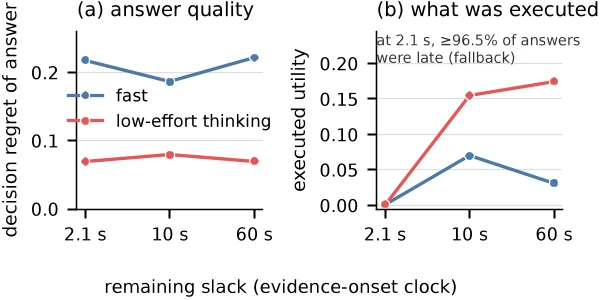 (a) answer quality
decision regret of answer
0.2
0.1
0.0
fast
low-effort thinking
2.1 s
10 s
60 s
(b) what was executed
at 2.1 s, ≥96.5% of answers
were late (fallback)
executed utility
0.20
0.15
0.10
0.05
0.00
2.1 s
10 s
60 s
remaining slack (evidence-onset clock)